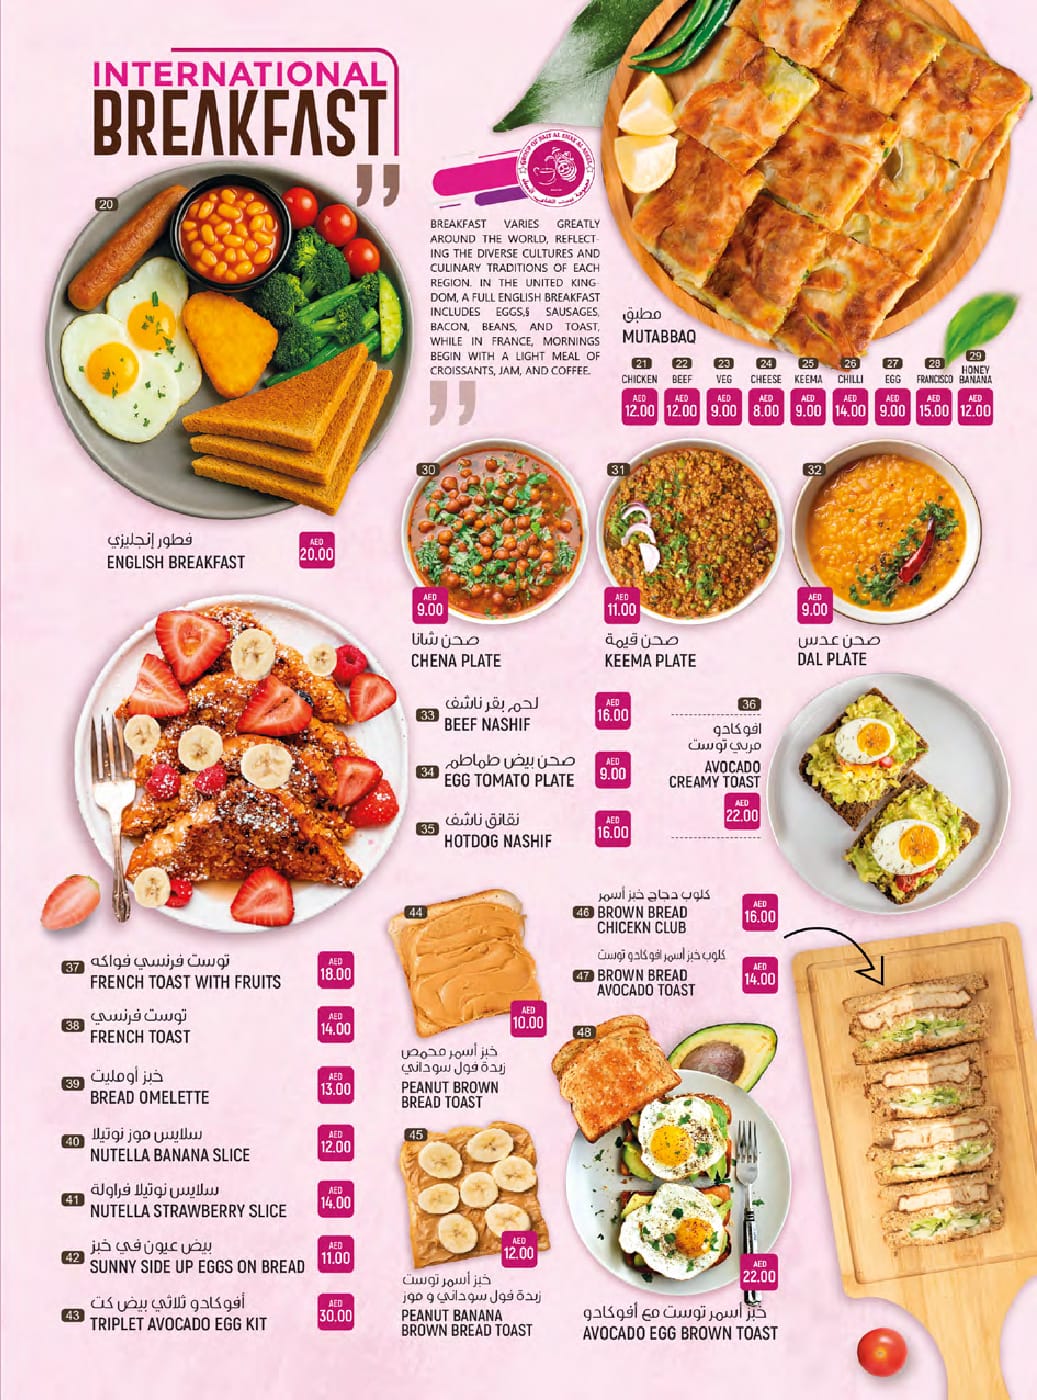 INTERNATIONAL
BREAKFAST
20
BREAKFAST VARIES GREATLY
AROUND THE WORLD, REFLECT-
ING THE DIVERSE CULTURES AND
CULINARY TRADITIONS OF EACH
REGION. IN THE UNITED KING-
DOM, A FULL ENGLISH BREAKFAST
INCLUDES EGGS,§ SAUSAGES,
BACON, BEANS, AND TOAST,
WHILE IN FRANCE, MORNINGS
BEGIN WITH A LIGHT MEAL OF
CROISSANTS, JAM, AND COFFEE.
فطور إنجليزي
ENGLISH BREAKFAST
AED
20.00
مطبق
MUTABBAQ
21 22 23 24 25 26 27 28 29
CHICKEN BEEF VEG CHEESE KEEMA CHILLI EGG FRANCISCO HONEY
BANANA
AED AED AED AED AED AED AED AED AED
12.00 12.00 9.00 8.00 9.00 14.00 9.00 15.00 12.00
30
AED
9.00
صحن شانا
CHENA PLATE
31
AED
11.00
صحن قيمة
KEEMA PLATE
32
AED
9.00
صحن عدس
DAL PLATE
33
لحم بقر ناشف
BEEF NASHIF
AED
16.00
34
صحن بيض طماطم
EGG TOMATO PLATE
AED
9.00
35
نقانق ناشف
HOTDOG NASHIF
AED
16.00
36
افوكادو
مربي توست
AVOCADO
CREAMY TOAST
AED
22.00
37
توست فرنسي فواكه
FRENCH TOAST WITH FRUITS
AED
18.00
38
توست فرنسي
FRENCH TOAST
AED
14.00
39
خبز أومليت
BREAD OMELETTE
AED
13.00
40
سلايس موز نوتيلا
NUTELLA BANANA SLICE
AED
12.00
41
سلايس نوتيلا فراولة
NUTELLA STRAWBERRY SLICE
AED
14.00
42
بيض عيون في خبز
SUNNY SIDE UP EGGS ON BREAD
AED
11.00
43
أفوكادو ثلاثي بيض كت
TRIPLET AVOCADO EGG KIT
AED
30.00
44
AED
10.00
خبز أسمر محمص
زبدة فول سوداني
PEANUT BROWN
BREAD TOAST
45
AED
12.00
خبز أسمر توست
زبدة فول سوداني و موز
PEANUT BANANA
BROWN BREAD TOAST
46
كلوب دجاج خبز أسمر
BROWN BREAD
CHICEKN CLUB
AED
16.00
47
كلوب خبز أسمر افوكادو توست
BROWN BREAD
AVOCADO TOAST
AED
14.00
48
AED
22.00
خبز أسمر توست مع أفوكادو
AVOCADO EGG BROWN TOAST